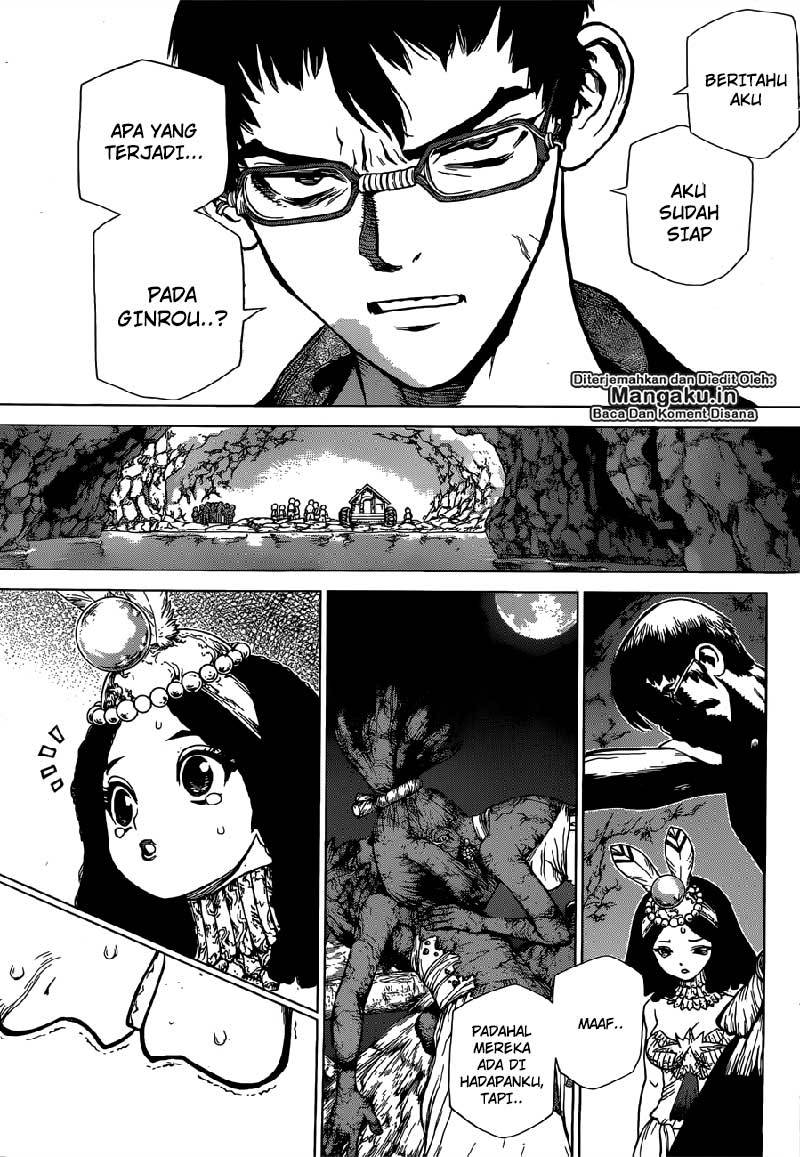 BERITAHU
AKU
AKU
SUDAH
SIAP
APA YANG
TERJADI...
PADA
GINROU..?
Diterjemahkan dan Diedit Oleh:
Mangaku.in
Baca Dan Koment Disana
MAAF..
PADAHAL
MEREKA
ADA DI
HADAPANKU,
TAPI..